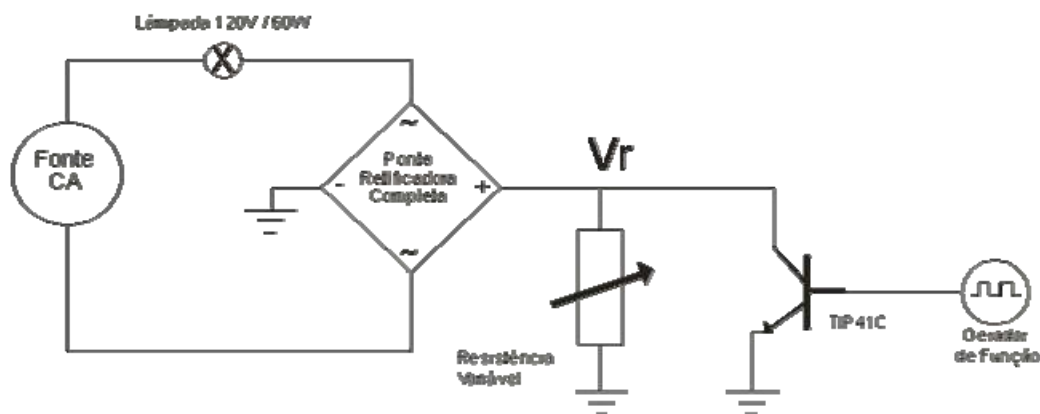 Lâmpada 120V / 60W
Fonte
CA
~
Ponte
Retificadora
Completa
- +
~
Vr
Resistência
Variável
TIP41C
Gerador
de Função